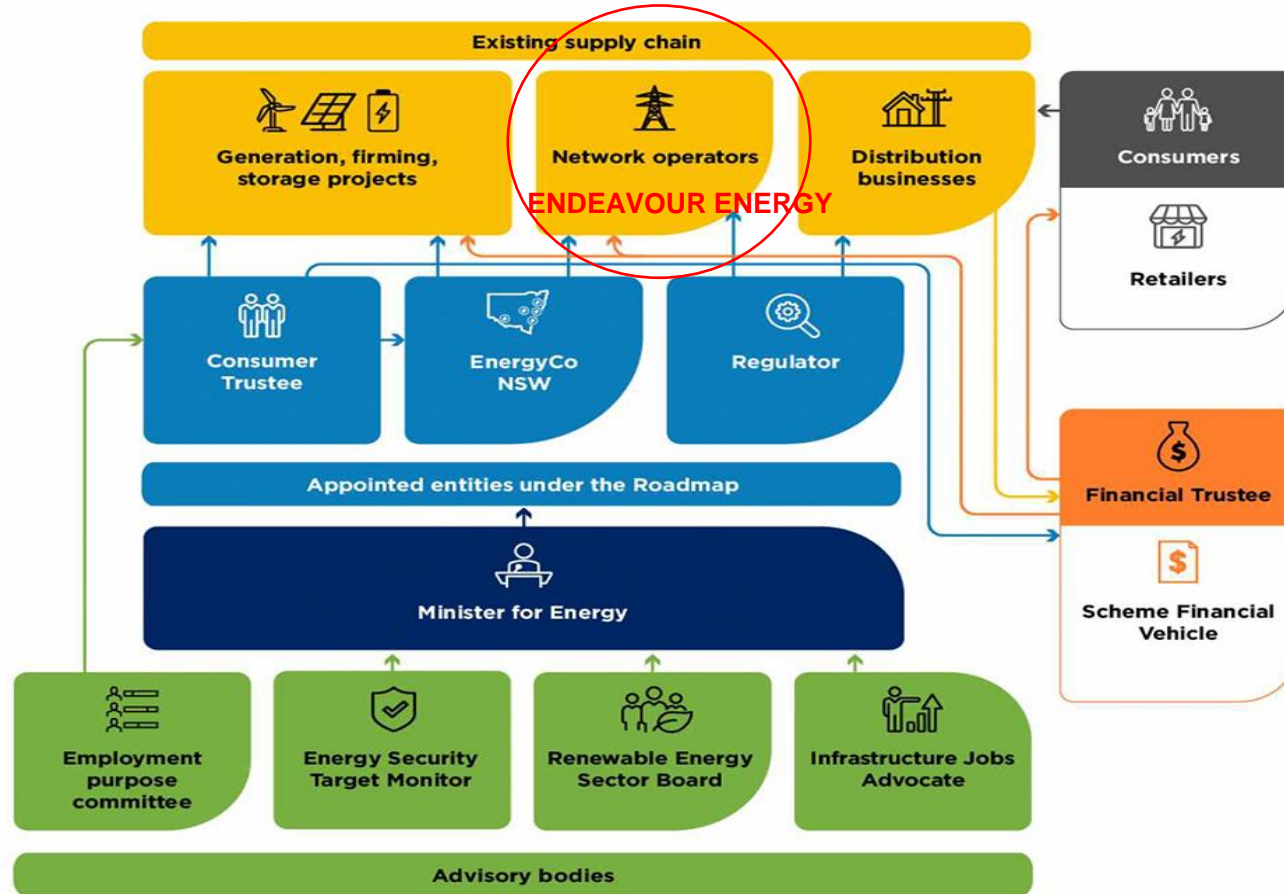 Existing supply chain
Generation, firming,
storage projects
Network operators
ENDEAVOUR ENERGY
Distribution
businesses
Consumers
Retailers
Consumer
Trustee
EnergyCo
NSW
Regulator
Appointed entities under the Roadmap
$
Financial Trustee
$
Scheme Financial
Vehicle
Minister for Energy
Employment
purpose
committee
Energy Security
Target Monitor
Renewable Energy
Sector Board
Infrastructure Jobs
Advocate
Advisory bodies